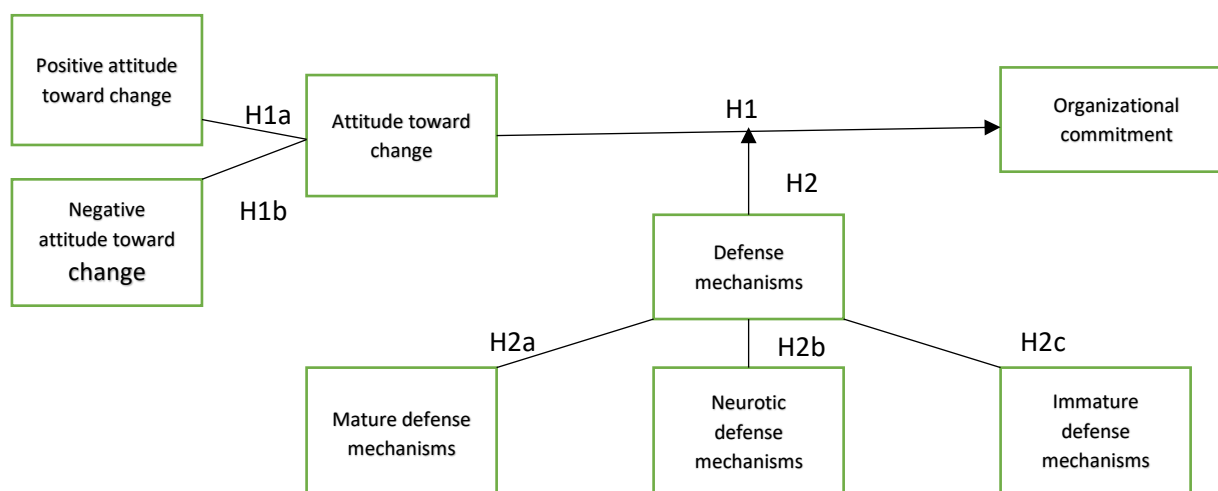 Positive attitude
toward change
H1a
Attitude toward
change
H1
Organizational
commitment
Negative
attitude toward
change
H1b
H2
Defense
mechanisms
H2a
H2b
H2c
Mature defense
mechanisms
Neurotic
defense
mechanisms
Immature
defense
mechanisms